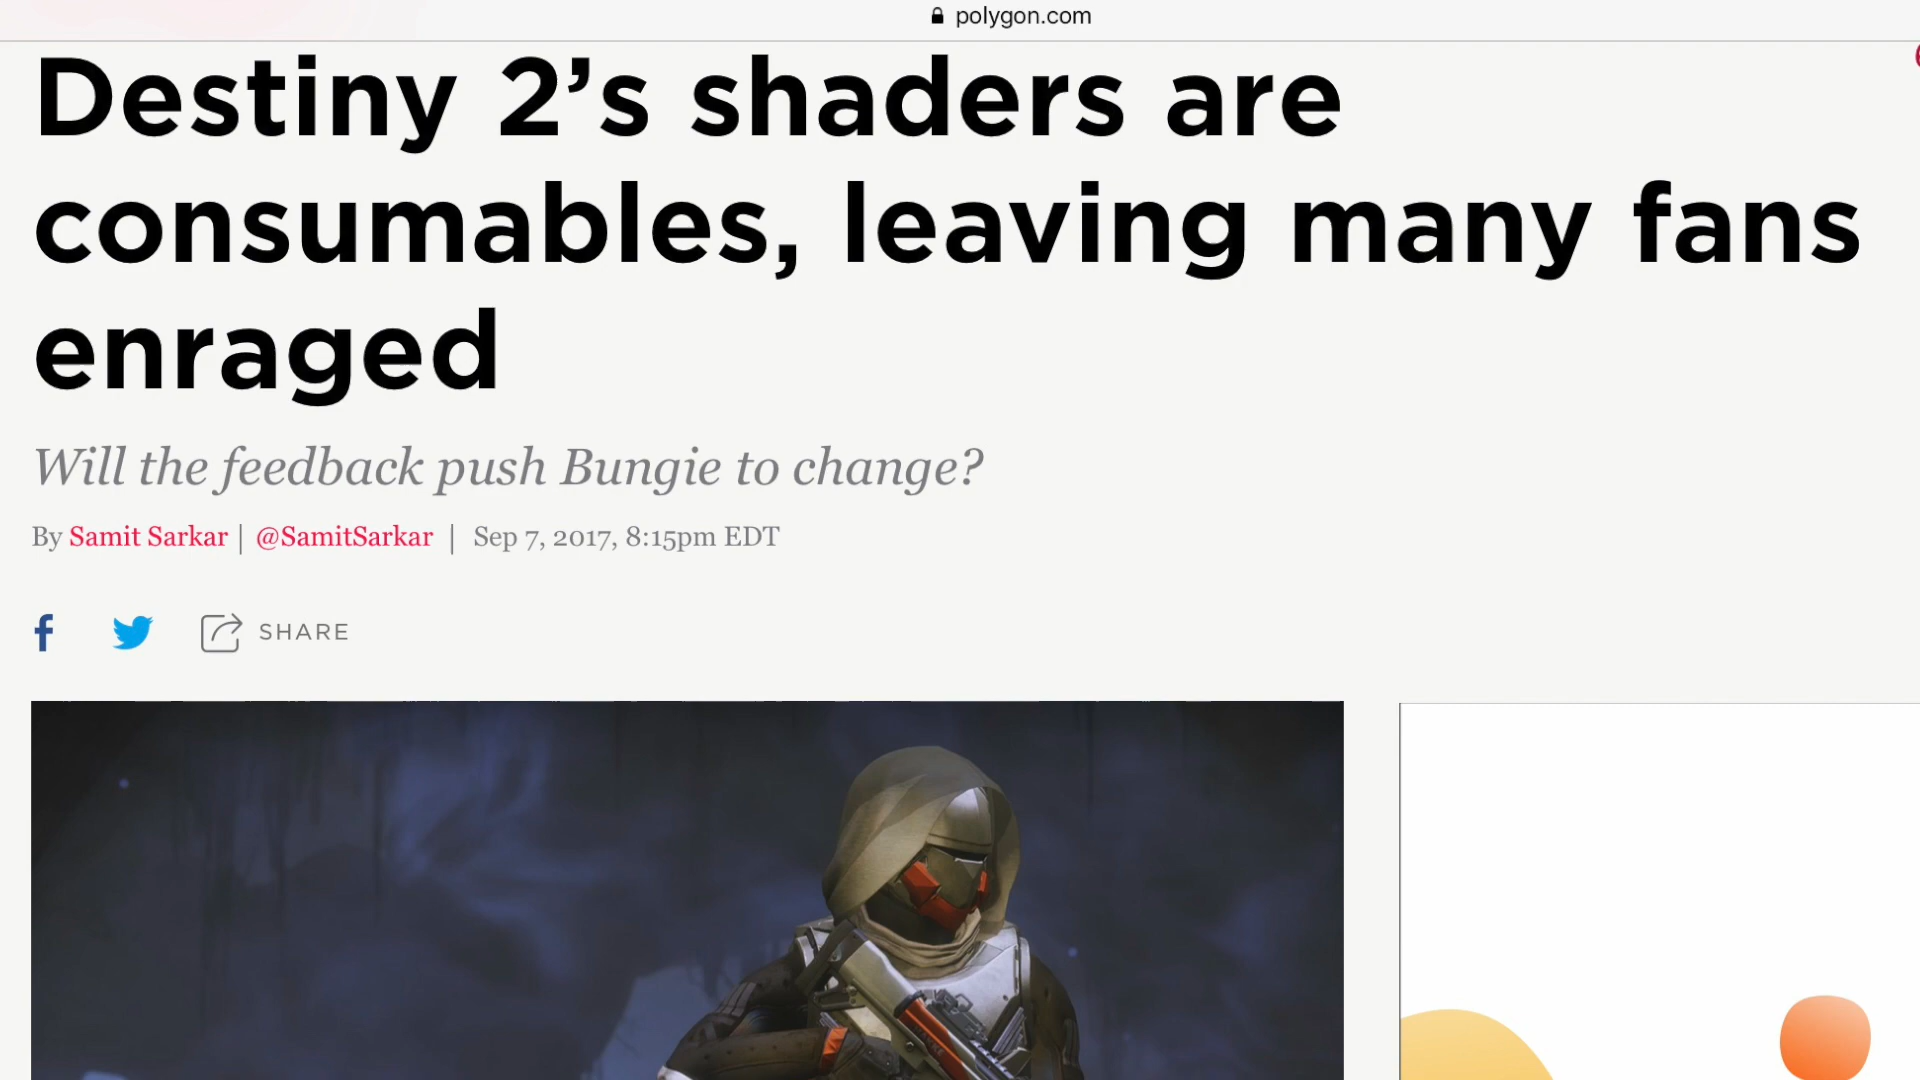 polygon.com
Destiny 2’s shaders are
consumables, leaving many fans
enraged
Will the feedback push Bungie to change?
By Samit Sarkar | @SamitSarkar | Sep 7, 2017, 8:15pm EDT
SHARE